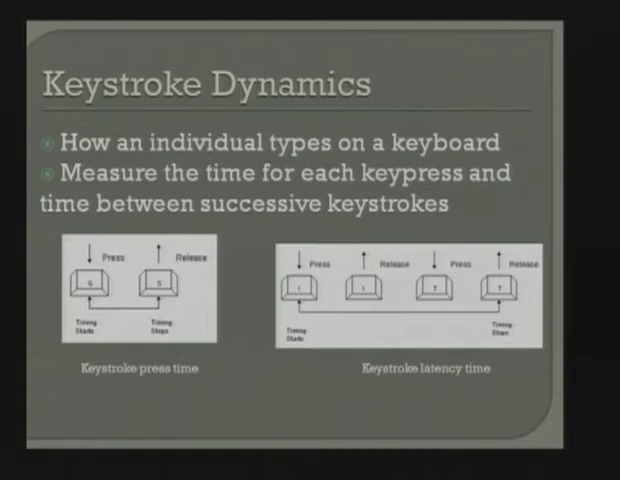 Keystroke Dynamics
How an individual types on a keyboard
Measure the time for each keypress and
time between successive keystrokes
Press Release
S S
Timing Starts
Timing Stops
Keystroke press time
Press Release Press Release
I I T T
Timing Starts
Timing Stops
Keystroke latency time